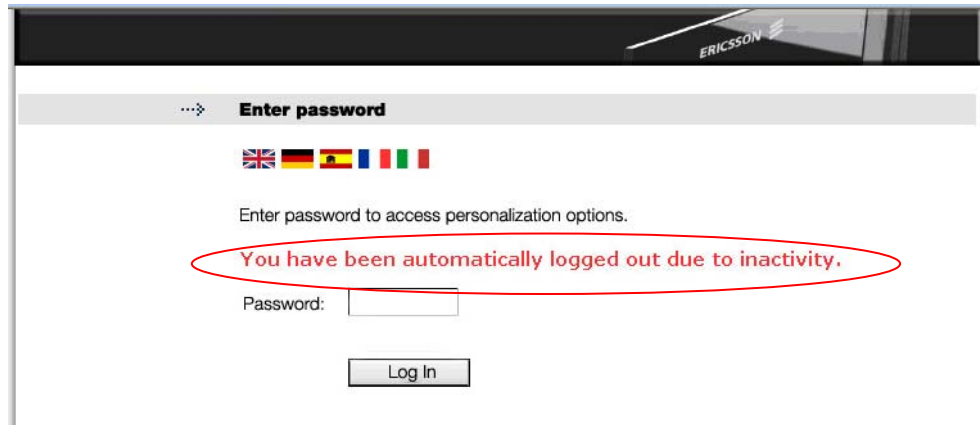 ERICSSON
Enter password
Enter password to access personalization options.
You have been automatically logged out due to inactivity.
Password:
Log In